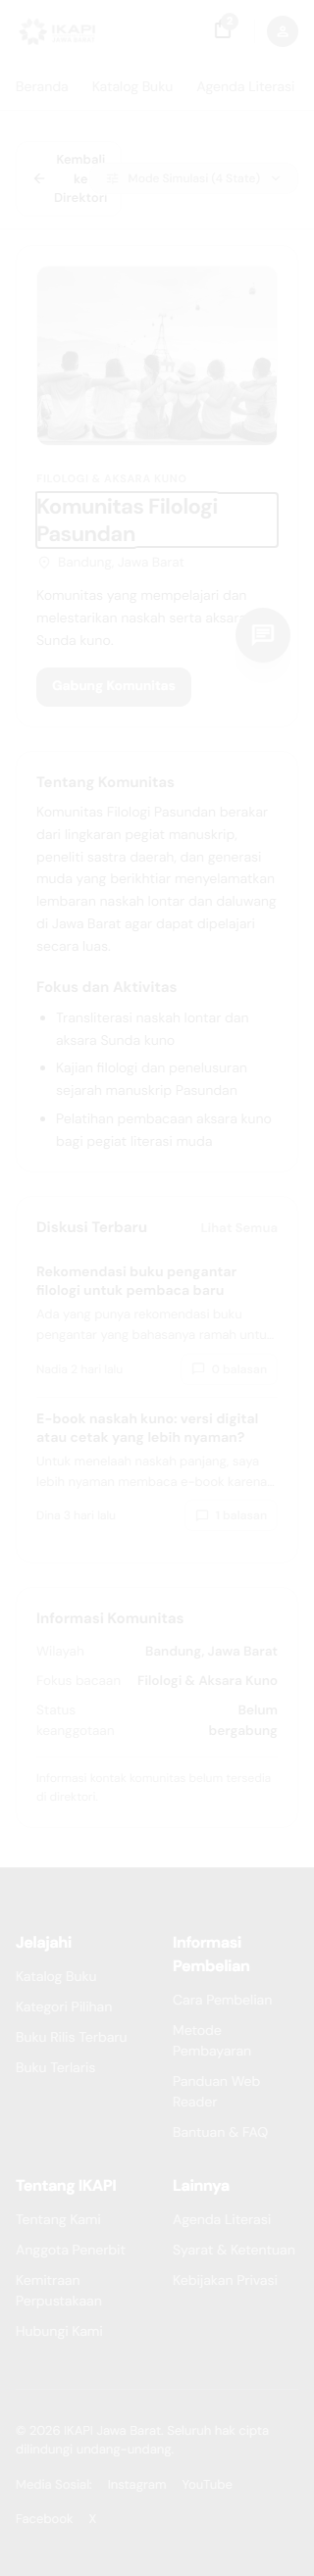 IKAPI
JAWA BARAT
3
Beranda Katalog Buku Agenda Literasi
Kembali
ke
Direktori
Mode Simulasi (4 State)
FILOLOGI & AKSARA KUNO
Komunitas Filologi
Pasundan
Bandung, Jawa Barat
Komunitas yang mempelajari dan
melestarikan naskah serta aksara
Sunda kuno.
Gabung Komunitas
Tentang Komunitas
Komunitas Filologi Pasundan berakar
dari lingkaran pegiat manuskrip,
peneliti sastra daerah, dan generasi
muda yang berikhtiar menyelamatkan
lembaran naskah lontar dan daluwang
di Jawa Barat agar dapat dipelajari
secara luas.
Fokus dan Aktivitas
Transliterasi naskah lontar dan
aksara Sunda kuno
Kajian filologi dan penelusuran
sejarah manuskrip Pasundan
Pelatihan pembacaan aksara kuno
bagi pegiat literasi muda
Diskusi Terbaru Lihat Semua
Rekomendasi buku pengantar
filologi untuk pembaca baru
Ada yang punya rekomendasi buku
pengantar yang bahasanya ramah untu...
Nadia 2 hari lalu 0 balasan
E-book naskah kuno: versi digital
atau cetak yang lebih nyaman?
Untuk menelaah naskah panjang, saya
lebih nyaman membaca e-book karena...
Dina 3 hari lalu 1 balasan
Informasi Komunitas
Wilayah Bandung, Jawa Barat
Fokus bacaan Filologi & Aksara Kuno
Status Belum
keanggotaan bergabung
Informasi kontak komunitas belum tersedia
di direktori.
Jelajahi
Katalog Buku
Kategori Pilihan
Buku Rilis Terbaru
Buku Terlaris
Informasi
Pembelian
Cara Pembelian
Metode
Pembayaran
Panduan Web
Reader
Bantuan & FAQ
Tentang IKAPI
Tentang Kami
Anggota Penerbit
Kemitraan
Perpustakaan
Hubungi Kami
Lainnya
Agenda Literasi
Syarat & Ketentuan
Kebijakan Privasi
© 2026 IKAPI Jawa Barat. Seluruh hak cipta
dilindungi undang-undang.
Media Sosial: Instagram YouTube
Facebook X